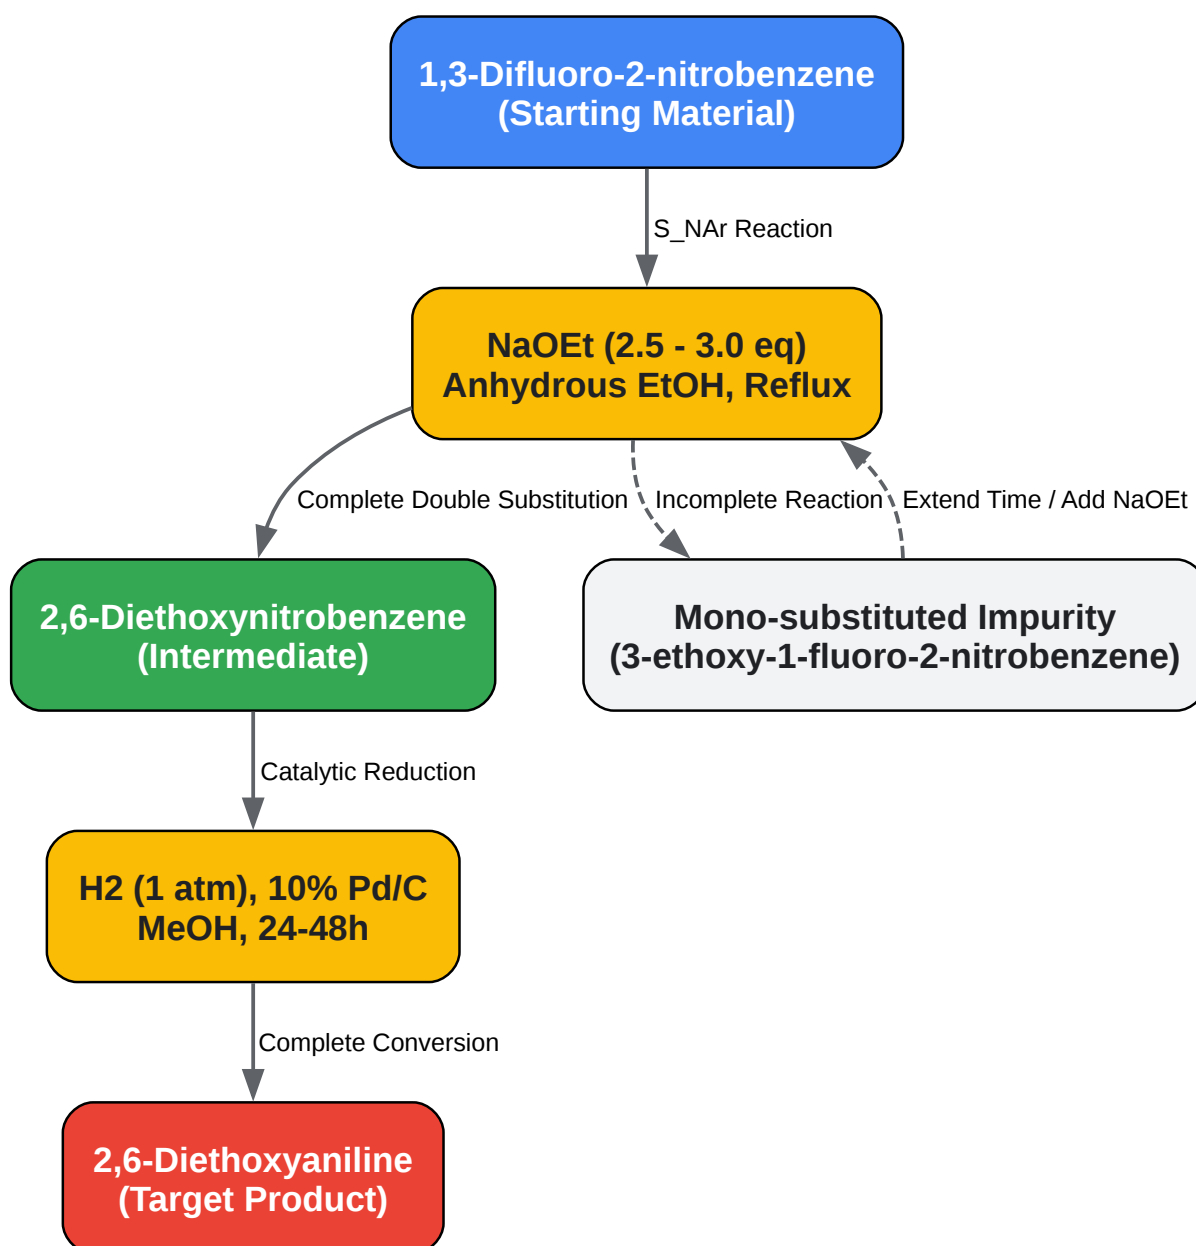 1,3-Difluoro-2-nitrobenzene
(Starting Material)
S_NAr Reaction
NaOEt (2.5 - 3.0 eq)
Anhydrous EtOH, Reflux
Complete Double Substitution
Incomplete Reaction
Extend Time / Add NaOEt
2,6-Diethoxynitrobenzene
(Intermediate)
Mono-substituted Impurity
(3-ethoxy-1-fluoro-2-nitrobenzene)
Catalytic Reduction
H2 (1 atm), 10% Pd/C
MeOH, 24-48h
Complete Conversion
2,6-Diethoxyaniline
(Target Product)